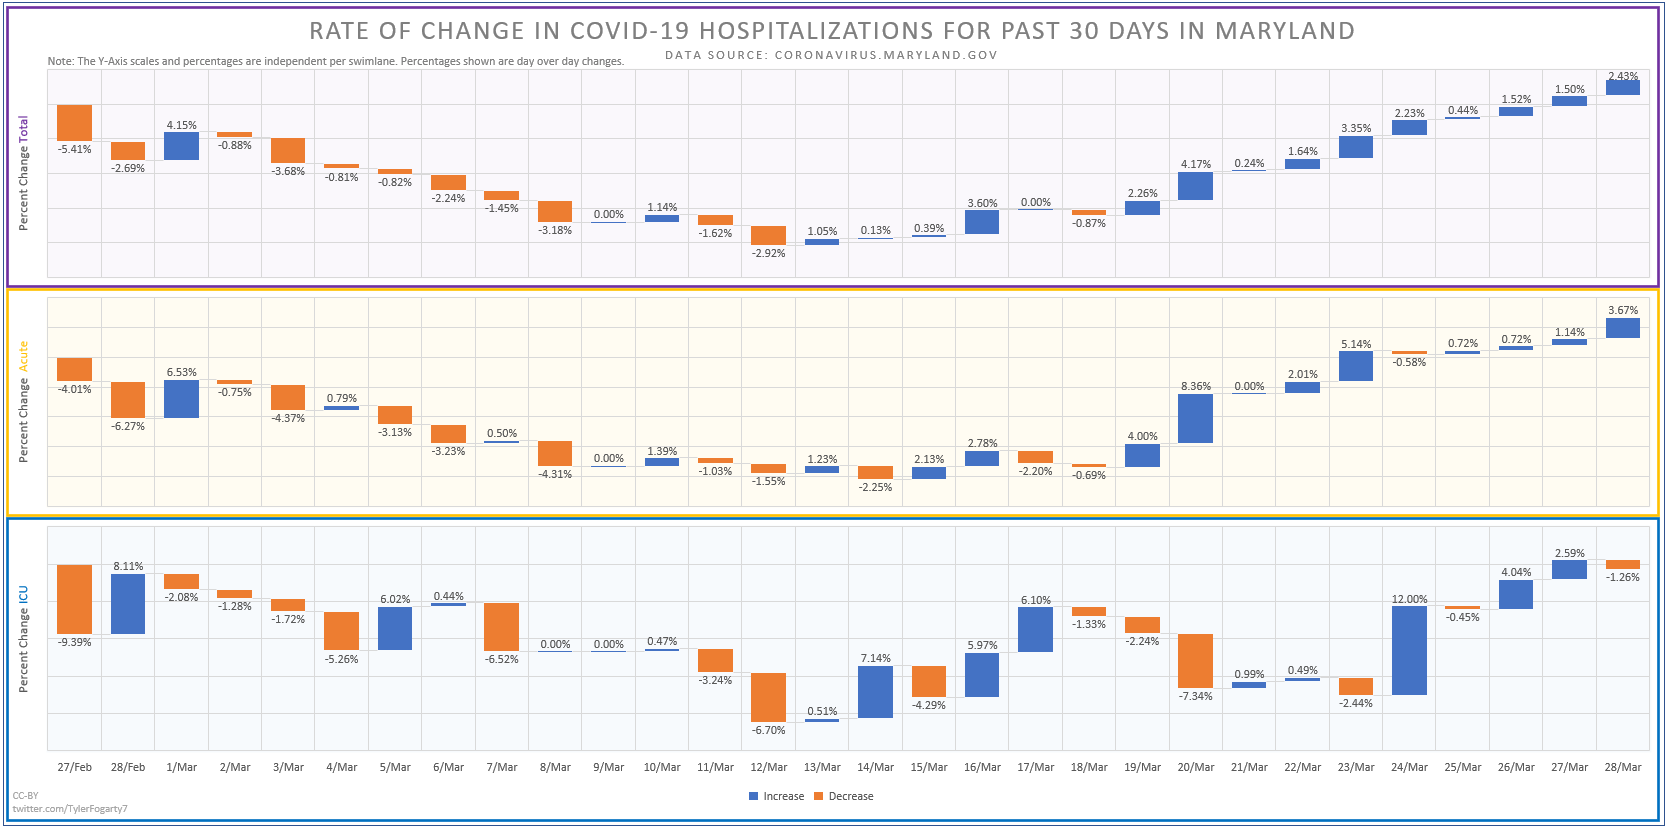 RATE OF CHANGE IN COVID-19 HOSPITALIZATIONS FOR PAST 30 DAYS IN MARYLAND
DATA SOURCE: CORONAVIRUS.MARYLAND.GOV
Note: The Y-Axis scales and percentages are independent per swimlane. Percentages shown are day over day changes.
Percent Change Total
-5.41% -2.69% 4.15% -0.88% -3.68% -0.81% -0.82% -2.24% -1.45% -3.18% 0.00% 1.14% -1.62% -2.92% 1.05% 0.13% 0.39% 3.60% 0.00% -0.87% 2.26% 4.17% 0.24% 1.64% 3.35% 2.23% 0.44% 1.52% 1.50% 2.43%
Percent Change Acute
-4.01% -6.27% 6.53% -0.75% -4.37% 0.79% -3.13% -3.23% 0.50% -4.31% 0.00% 1.39% -1.03% -1.55% 1.23% -2.25% 2.13% 2.78% -2.20% -0.69% 4.00% 8.36% 0.00% 2.01% 5.14% -0.58% 0.72% 0.72% 1.14% 3.67%
Percent Change ICU
-9.39% 8.11% -2.08% -1.28% -1.72% -5.26% 6.02% 0.44% -6.52% 0.00% 0.00% 0.47% -3.24% -6.70% 0.51% 7.14% -4.29% 5.97% 6.10% -1.33% -2.24% -7.34% 0.99% 0.49% -2.44% 12.00% -0.45% 4.04% 2.59% -1.26%
27/Feb 28/Feb 1/Mar 2/Mar 3/Mar 4/Mar 5/Mar 6/Mar 7/Mar 8/Mar 9/Mar 10/Mar 11/Mar 12/Mar 13/Mar 14/Mar 15/Mar 16/Mar 17/Mar 18/Mar 19/Mar 20/Mar 21/Mar 22/Mar 23/Mar 24/Mar 25/Mar 26/Mar 27/Mar 28/Mar
Increase Decrease
CC-BY
twitter.com/TylerFogarty7